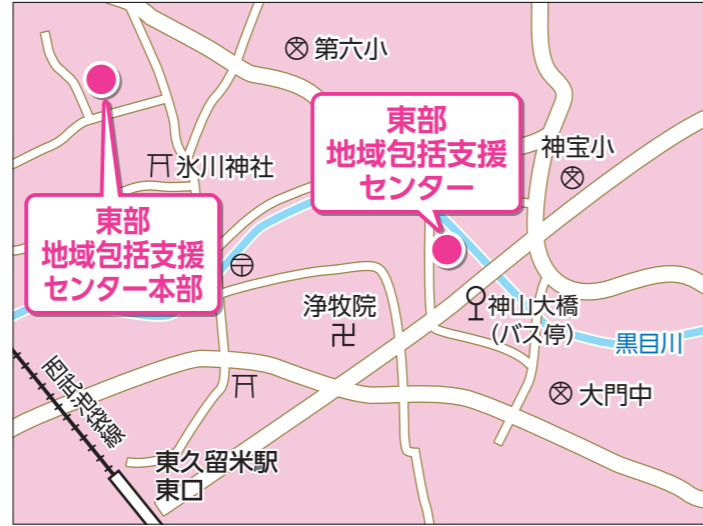 第六小
東部
地域包括支援
センター
神宝小
氷川神社
東部
地域包括支援
センター本部
浄牧院
神山大橋
(バス停)
黒目川
西武池袋線
大門中
東久留米駅
東口